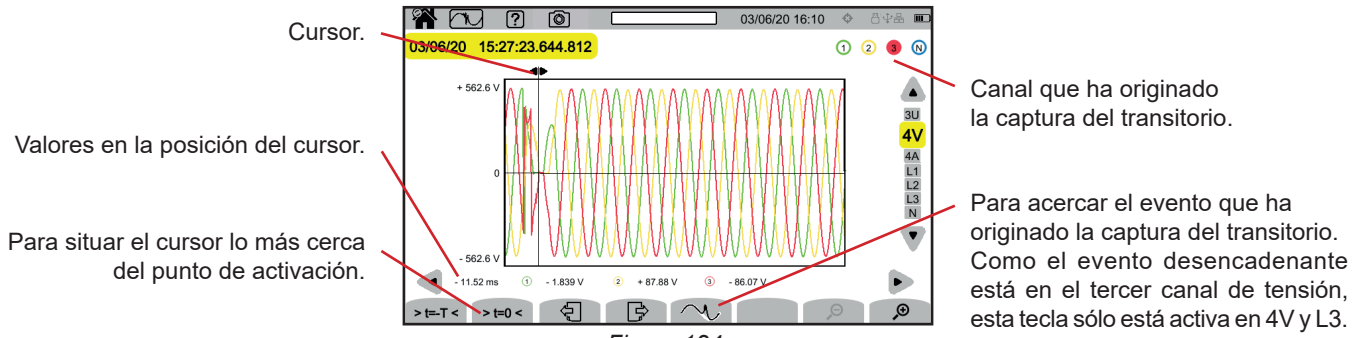 ?
03/06/20 16:10
03/06/20 15:27:23.644.812
1 2 3 N
Cursor.
Valores en la posición del cursor.
Para situar el cursor lo más cerca
del punto de activación.
+ 562.6 V
0
- 562.6 V
3U
4V
4A
L1
L2
L3
N
- 11.52 ms 1 - 1.839 V 2 + 87.88 V 3 - 86.07 V
> t=-T < > t=0 <
Canal que ha originado
la captura del transitorio.
Para acercar el evento que ha
originado la captura del transitorio.
Como el evento desencadenante
está en el tercer canal de tensión,
esta tecla sólo está activa en 4V y L3.